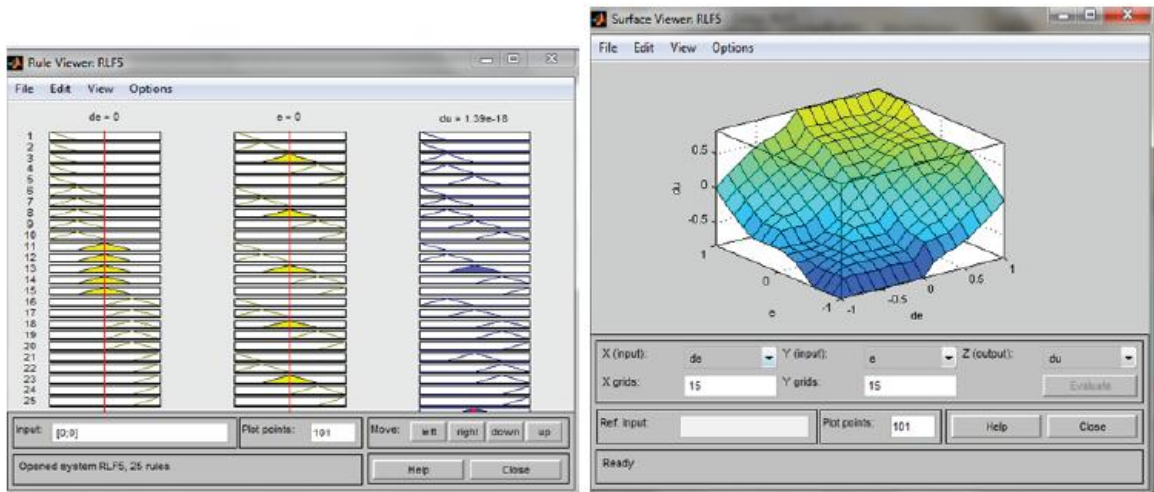 Rule Viewer: RLF5
File Edit View Options
de = 0 e = 0 du = 1.39e-18
1
2
3
4
5
6
7
8
9
10
11
12
13
14
15
16
17
18
19
20
21
22
23
24
25
Input: [0;0] Plot points: 101 Move: left right down up
Opened system RLF5, 25 rules Help Close
Surface Viewer: RLF5
File Edit View Options
0.5
0
-0.5
du
1
0
-1
e
-1
-0.5
0
0.5
1
de
X (input): de Y (input): e Z (output): du
X grids: 15 Y grids: 15 Evaluate
Ref. Input: Plot points: 101 Help Close
Ready